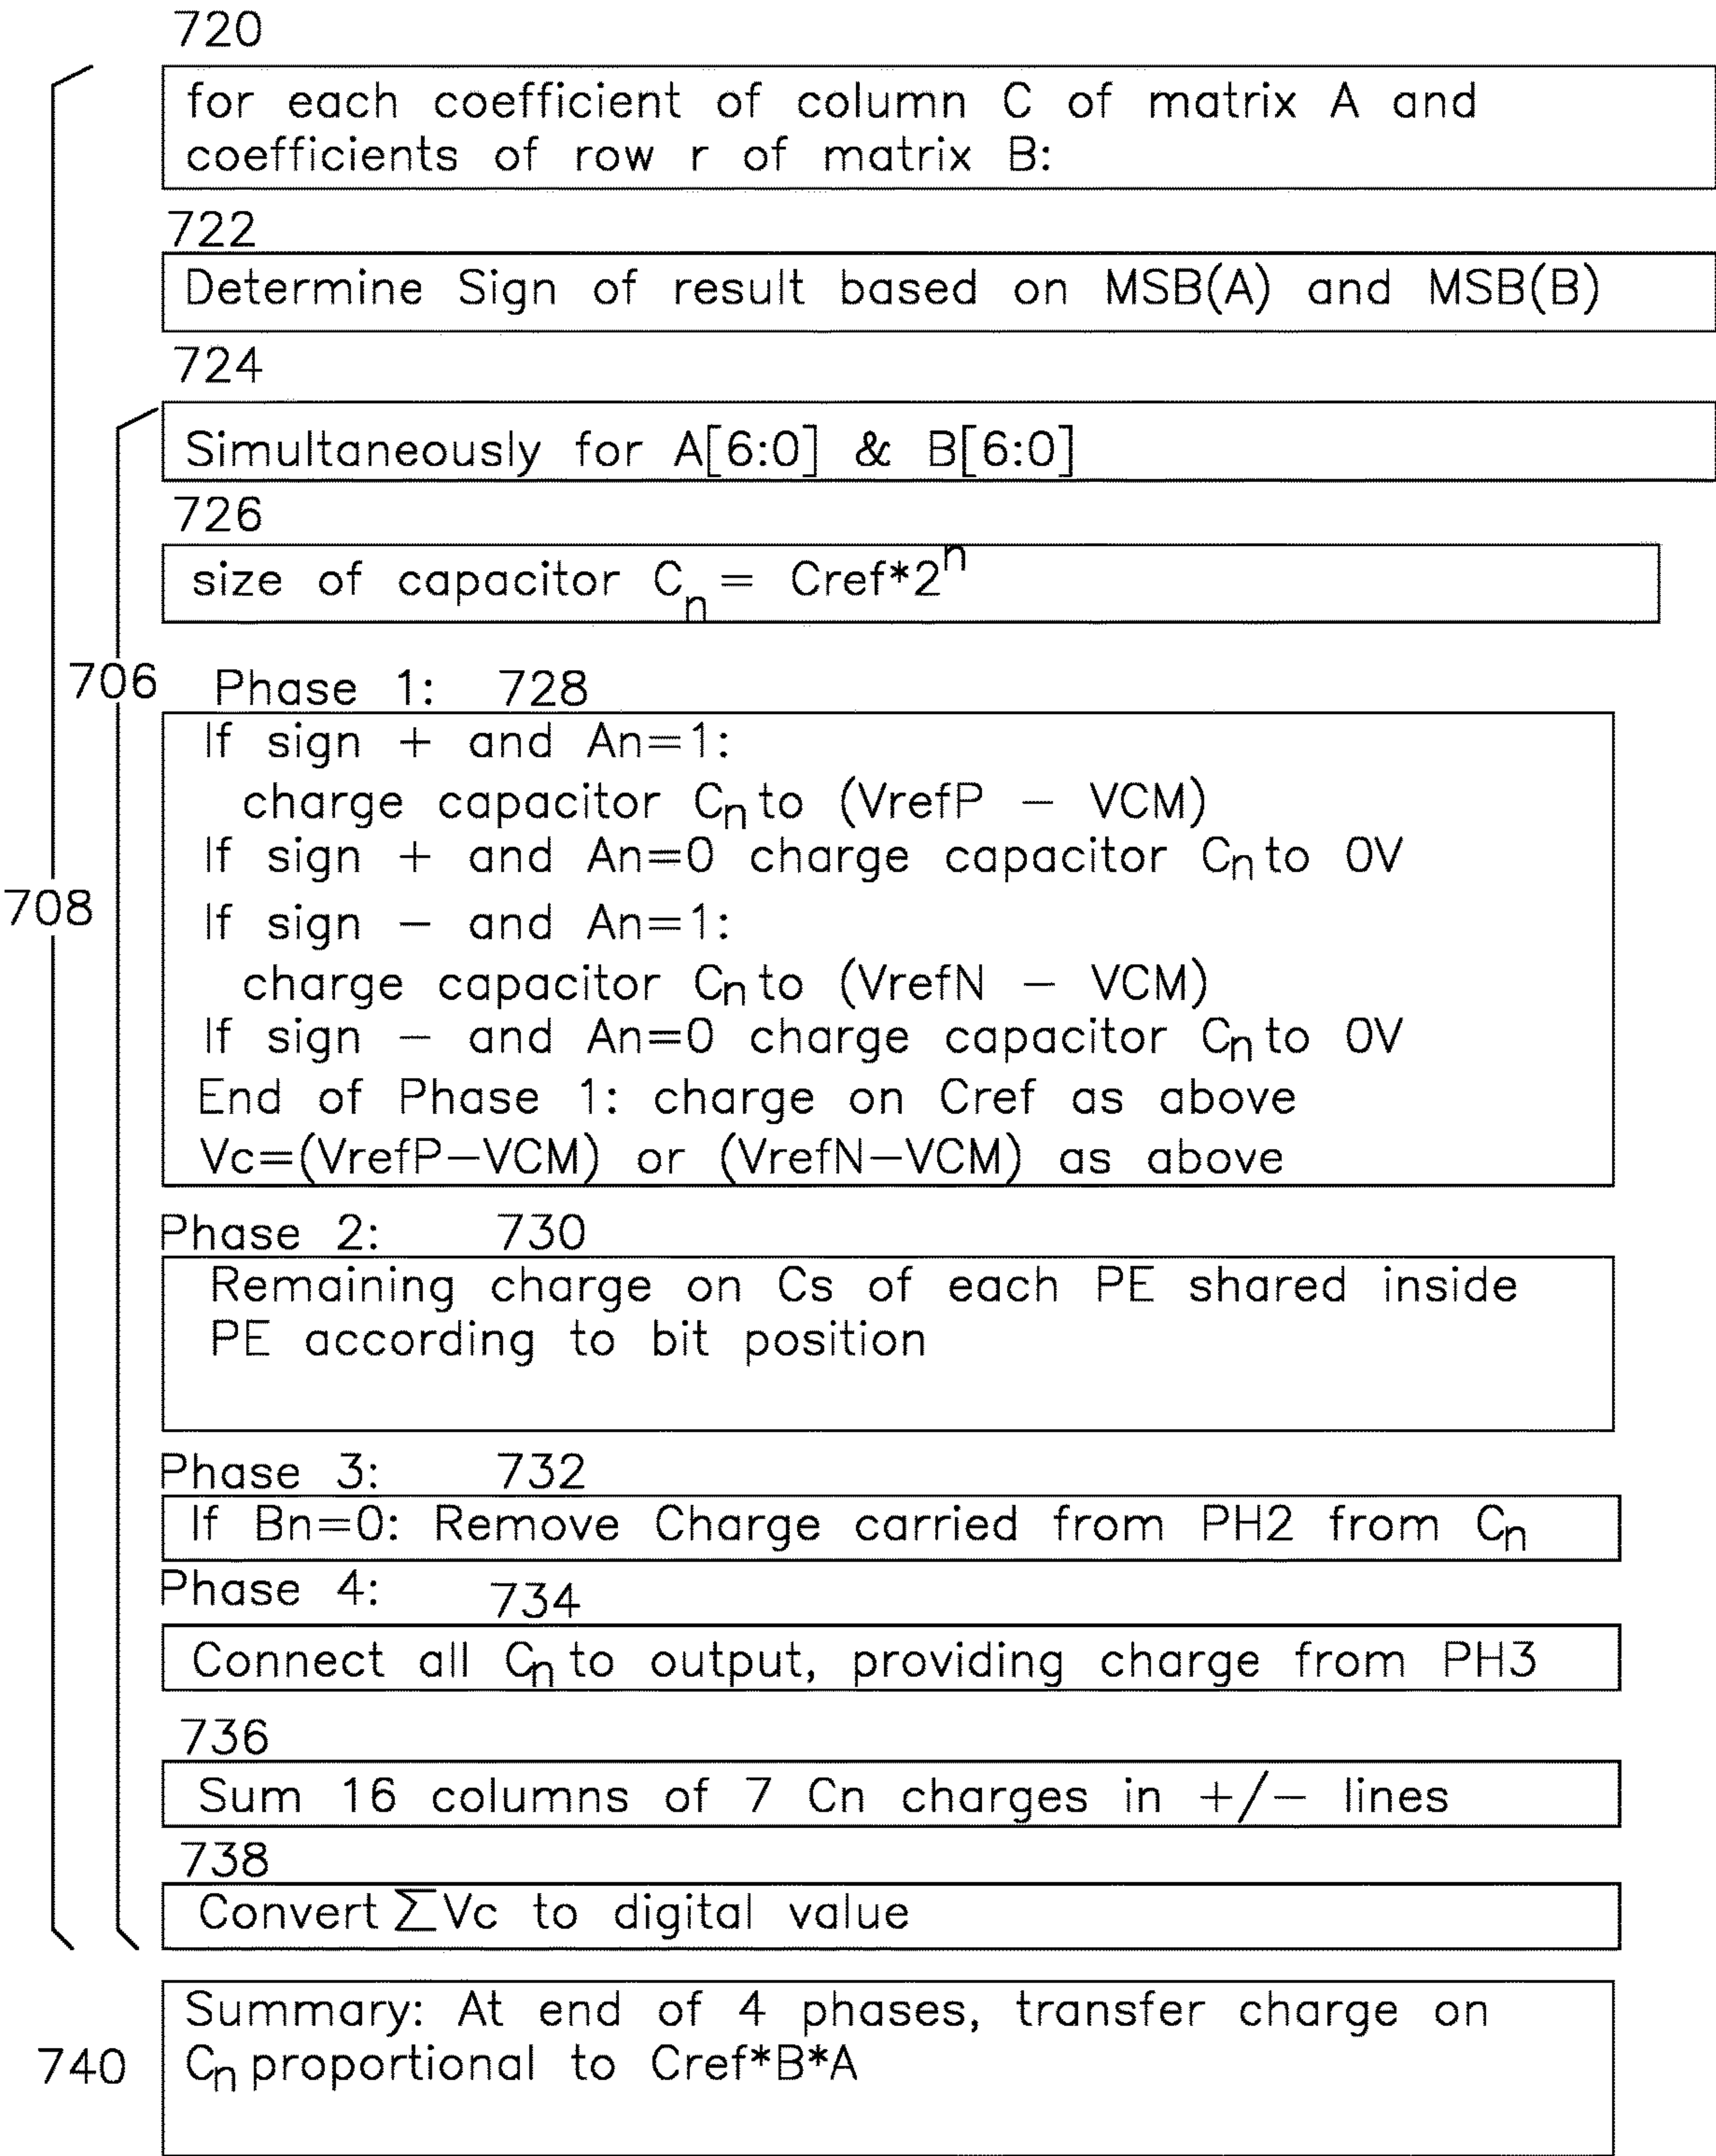 720
for each coefficient of column C of matrix A and
coefficients of row r of matrix B:
722
Determine Sign of result based on MSB(A) and MSB(B)
724
Simultaneously for A[6:0] & B[6:0]
726
size of capacitor Cₙ = Cref*2ⁿ
706 Phase 1: 728
If sign + and An=1:
charge capacitor Cₙ to (VrefP − VCM)
If sign + and An=0 charge capacitor Cₙ to 0V
708
If sign − and An=1:
charge capacitor Cₙ to (VrefN − VCM)
If sign − and An=0 charge capacitor Cₙ to 0V
End of Phase 1: charge on Cref as above
Vc=(VrefP−VCM) or (VrefN−VCM) as above
Phase 2: 730
Remaining charge on Cs of each PE shared inside
PE according to bit position
Phase 3: 732
If Bn=0: Remove Charge carried from PH2 from Cₙ
Phase 4: 734
Connect all Cₙ to output, providing charge from PH3
736
Sum 16 columns of 7 Cn charges in +/− lines
738
Convert ∑Vc to digital value
Summary: At end of 4 phases, transfer charge on
740 Cₙ proportional to Cref*B*A